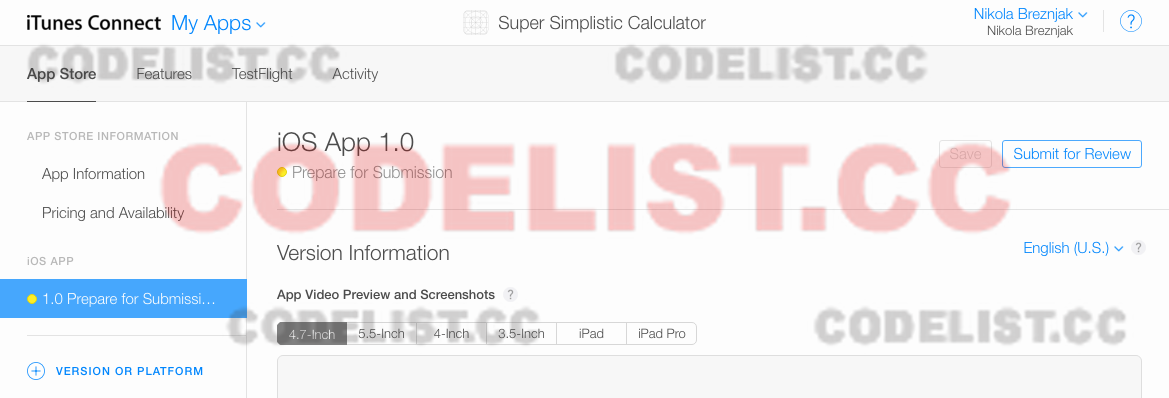 iTunes Connect My Apps
Super Simplistic Calculator
Nikola Breznjak
Nikola Breznjak
?
CODELIST.CC
CODELIST.CC
App Store Features TestFlight Activity
APP STORE INFORMATION
iOS App 1.0
Save Submit for Review
CODELIST.CC
App Information
Prepare for Submission
Pricing and Availability
Version Information
English (U.S.) ?
iOS APP
App Video Preview and Screenshots ?
1.0 Prepare for Submissi...
CODELIST.CC
CODELIST.CC
4.7-Inch 5.5-Inch 4-Inch 3.5-Inch iPad iPad Pro
+ VERSION OR PLATFORM